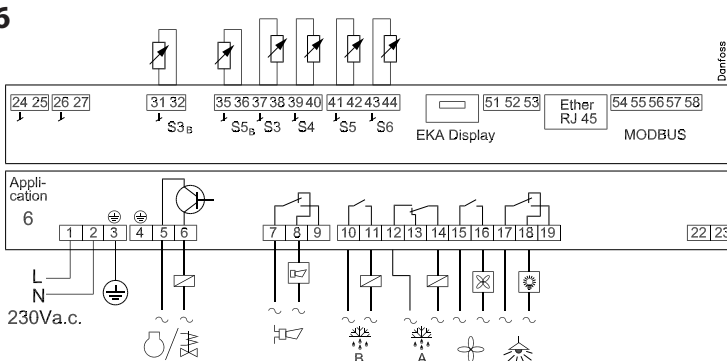 6
Danfoss
24 25 26 27 31 32 35 36 37 38 39 40 41 42 43 44 51 52 53 54 55 56 57 58
S3B S5B S3 S4 S5 S6
EKA Display
Ether
RJ 45
MODBUS
Appli-
cation
6
1 2 3 4 5 6 7 8 9 10 11 12 13 14 15 16 17 18 19 22 23
L
N
230Va.c.
B A